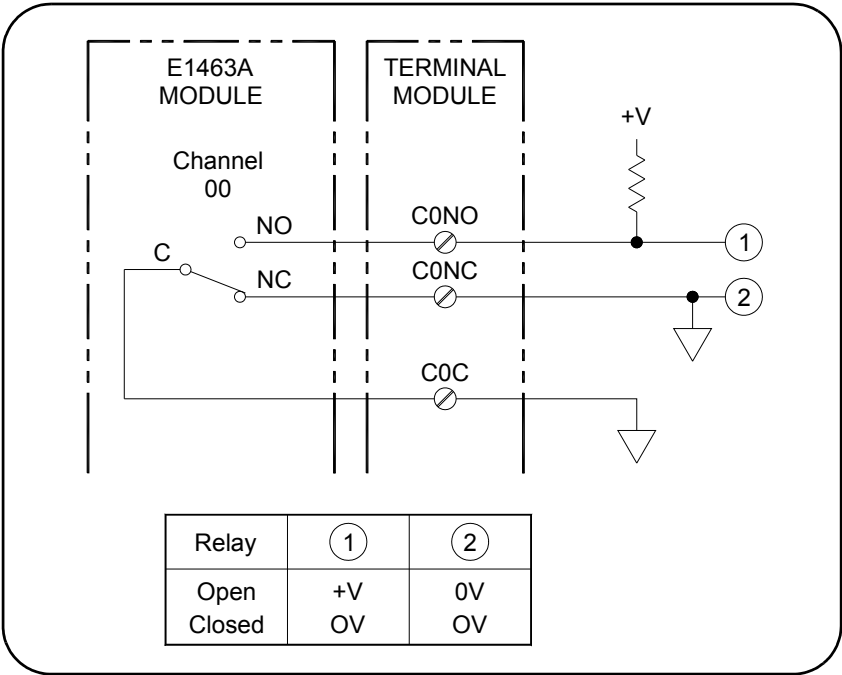 E1463A
MODULE
TERMINAL
MODULE
+V
Channel
00
NO
C0NO
1
C
NC
C0NC
2
C0C
Relay 1 2
Open +V 0V
Closed OV OV